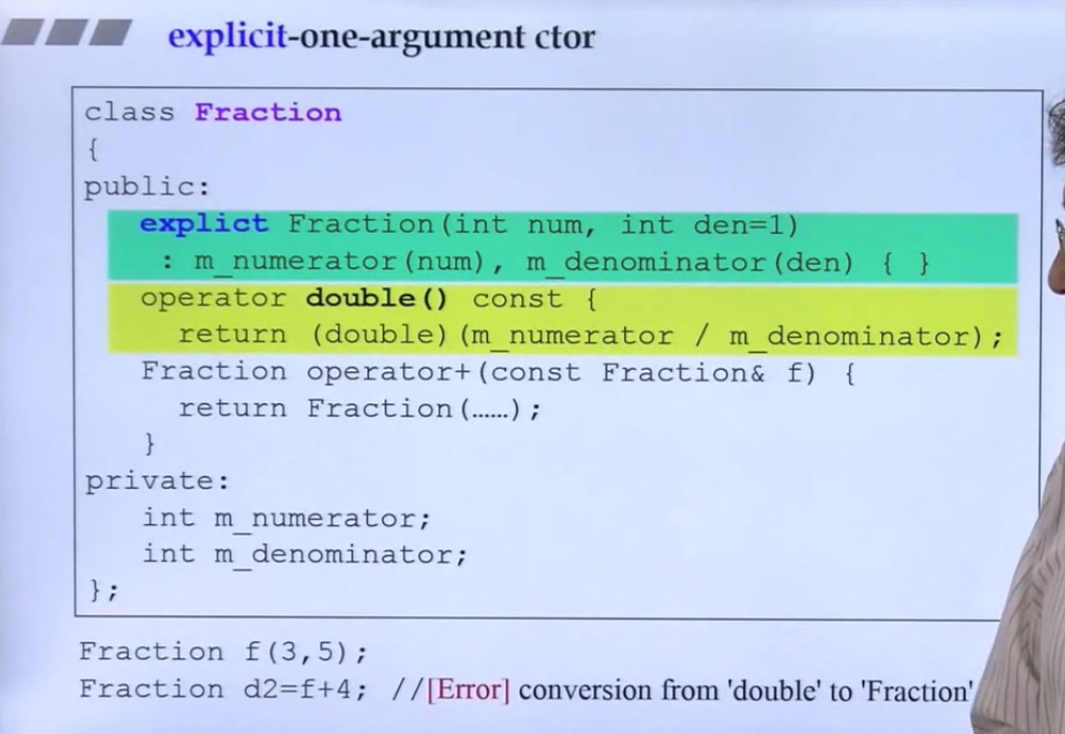 explicit-one-argument ctor
class Fraction
{
public:
explict Fraction(int num, int den=1)
: m_numerator(num), m_denominator(den) { }
operator double() const {
return (double)(m_numerator / m_denominator);
Fraction operator+(const Fraction& f) {
return Fraction(......);
}
private:
int m_numerator;
int m_denominator;
};
Fraction f(3,5);
Fraction d2=f+4; //[Error] conversion from 'double' to 'Fraction'